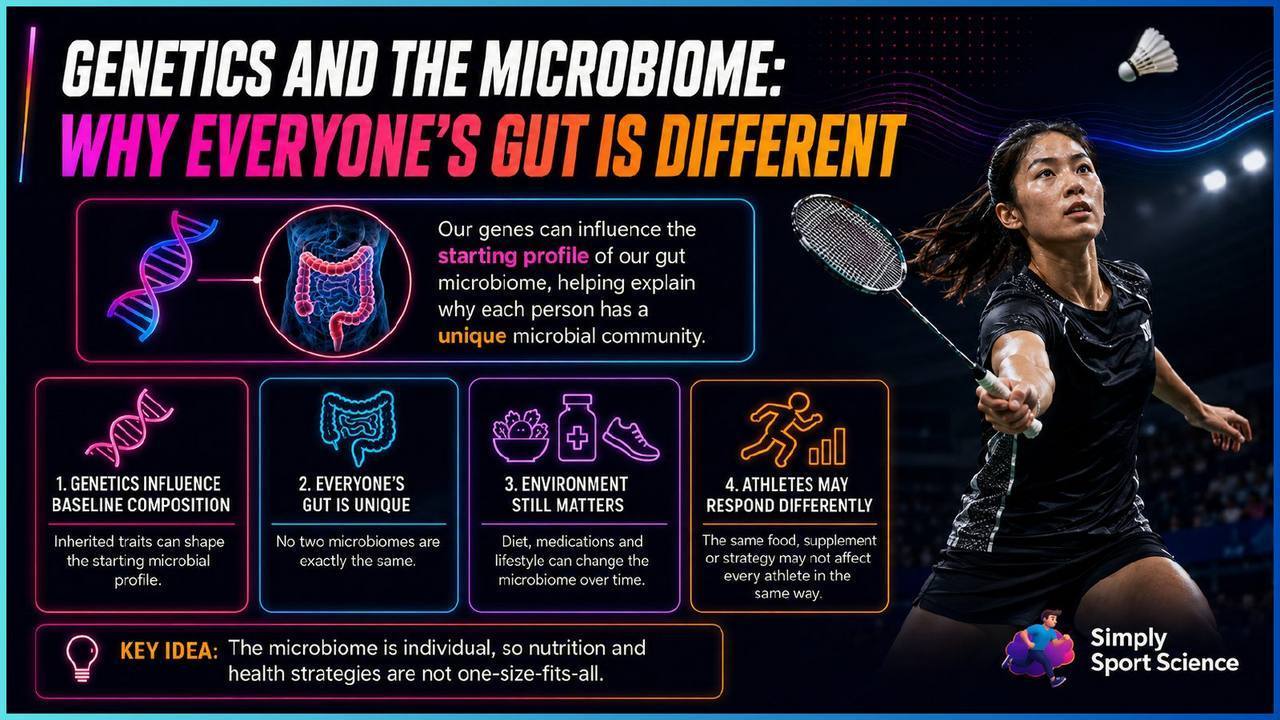 GENETICS AND THE MICROBIOME:
WHY EVERYONE'S GUT IS DIFFERENT
Our genes can influence the
starting profile of our gut
microbiome, helping explain
why each person has a
unique microbial community.
1. GENETICS INFLUENCE
BASELINE COMPOSITION
Inherited traits can shape
the starting microbial
profile.
2. EVERYONE'S
GUT IS UNIQUE
No two microbiomes are
exactly the same.
3. ENVIRONMENT
STILL MATTERS
Diet, medications and
lifestyle can change the
microbiome over time.
4. ATHLETES MAY
RESPOND DIFFERENTLY
The same food, supplement
or strategy may not affect
every athlete in the
same way.
KEY IDEA: The microbiome is individual, so nutrition and
health strategies are not one-size-fits-all.
Simply
Sport Science